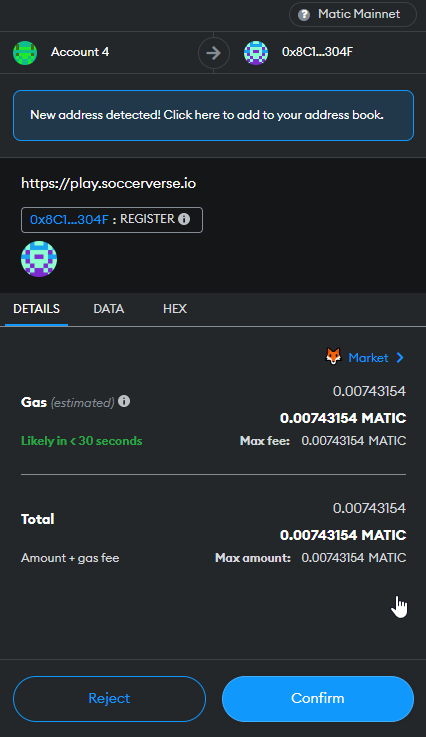 Matic Mainnet
Account 4
0x8C1...304F
New address detected! Click here to add to your address book.
https://play.soccerverse.io
0x8C1...304F : REGISTER
DETAILS DATA HEX
Market
0.00743154
Gas (estimated) 0.00743154 MATIC
Likely in < 30 seconds Max fee: 0.00743154 MATIC
0.00743154
Total 0.00743154 MATIC
Amount + gas fee Max amount: 0.00743154 MATIC
Reject Confirm